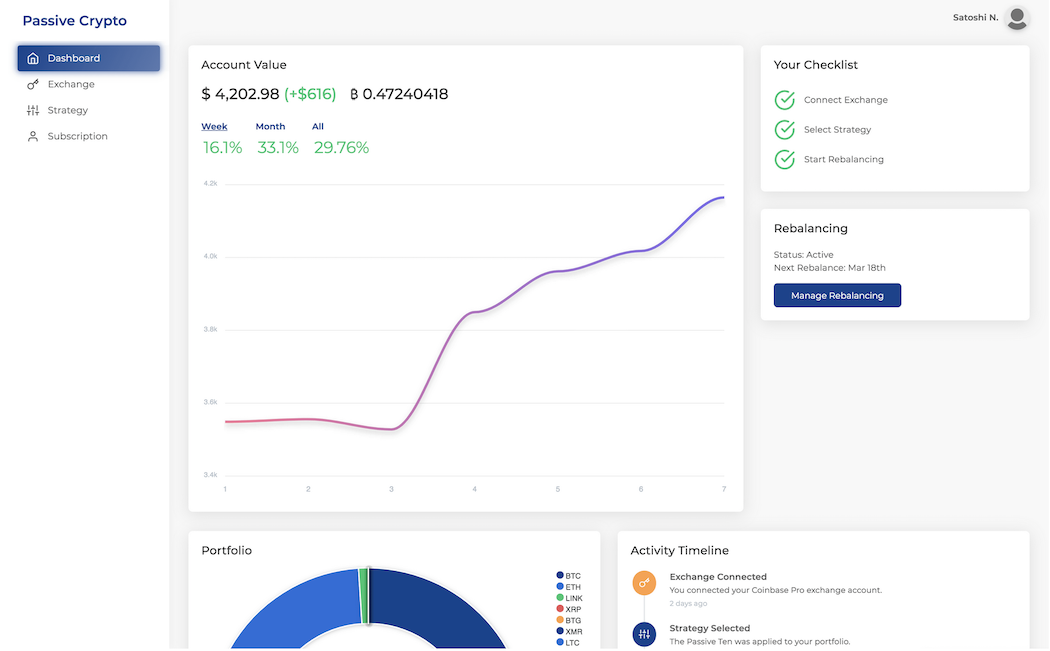 Passive Crypto
Satoshi N.
Dashboard
Exchange
Strategy
Subscription
Account Value
$ 4,202.98 (+$616) ฿ 0.47240418
Week Month All
16.1% 33.1% 29.76%
4.2k
4.0k
3.8k
3.6k
3.4k
1 2 3 4 5 6 7
Your Checklist
Connect Exchange
Select Strategy
Start Rebalancing
Rebalancing
Status: Active
Next Rebalance: Mar 18th
Manage Rebalancing
Portfolio
BTC
ETH
LINK
XRP
BTG
XMR
LTC
Activity Timeline
Exchange Connected
You connected your Coinbase Pro exchange account.
2 days ago
Strategy Selected
The Passive Ten was applied to your portfolio.